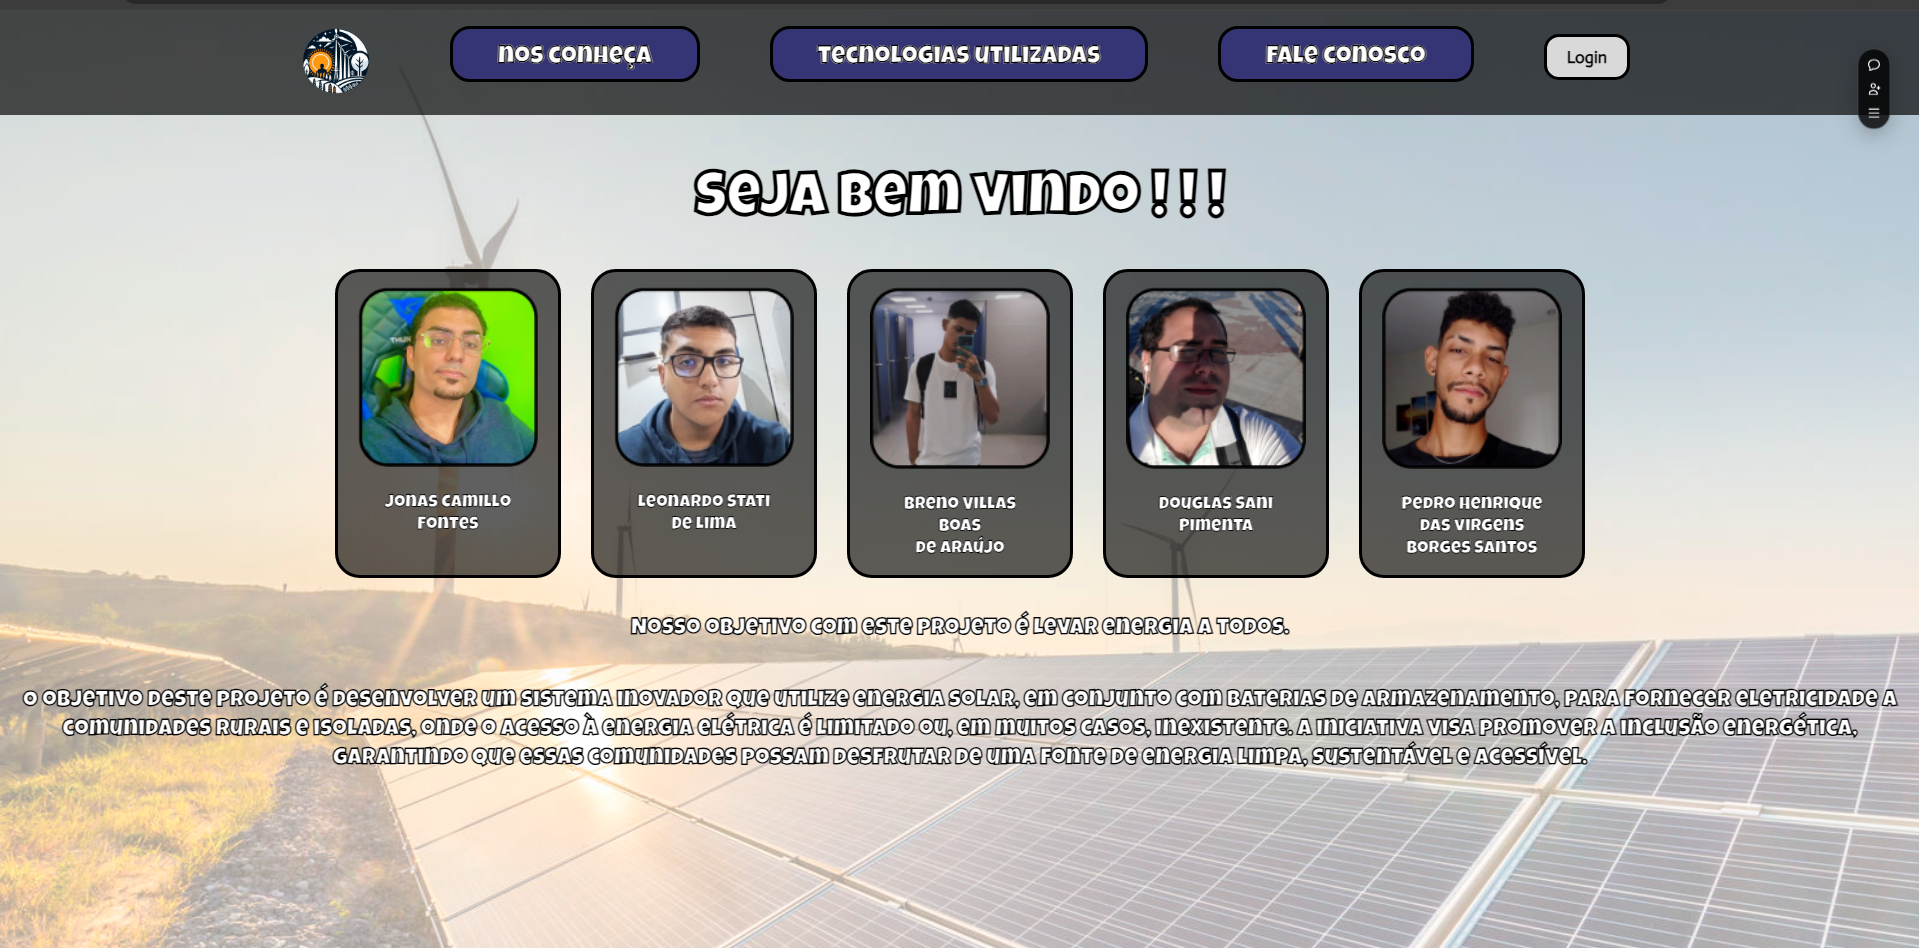 Nos Conheça
Tecnologias Utilizadas
Fale Conosco
Login
Seja Bem Vindo ! ! !
Jonas Camillo
Fontes
Leonardo Stati
de Lima
Breno Villas
Boas
de Araújo
Douglas Sani
Pimenta
Pedro Henrique
das Virgens
Borges Santos
Nosso objetivo com este projeto é levar energia a todos.
O objetivo deste projeto é desenvolver um sistema inovador que utilize energia solar, em conjunto com baterias de armazenamento, para fornecer eletricidade a
comunidades rurais e isoladas, onde o acesso à energia elétrica é limitado ou, em muitos casos, inexistente. A iniciativa visa promover a inclusão energética,
garantindo que essas comunidades possam desfrutar de uma fonte de energia limpa, sustentável e acessível.